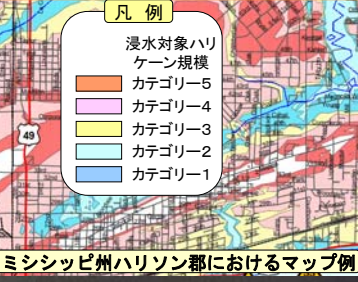 凡 例
浸水対象ハリ
ケーン規模
カテゴリー5
カテゴリー4
カテゴリー3
カテゴリー2
カテゴリー1
49
ミシシッピ州ハリソン郡におけるマップ例